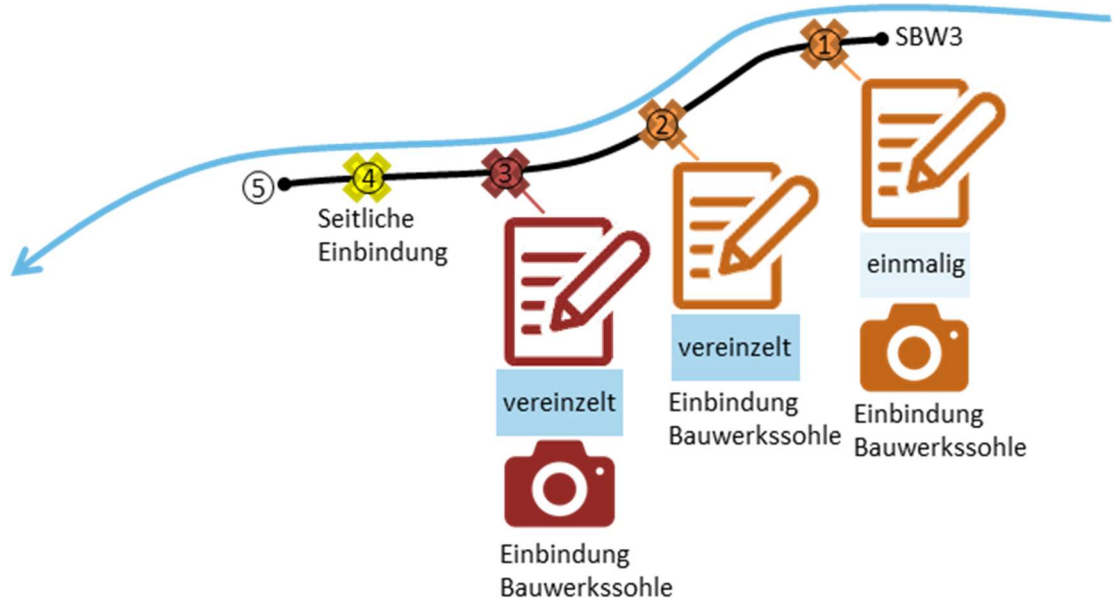 ① SBW3
②
③
④
⑤
Seitliche
Einbindung
einmalig
Einbindung
Bauwerkssohle
vereinzelt
Einbindung
Bauwerkssohle
vereinzelt
Einbindung
Bauwerkssohle